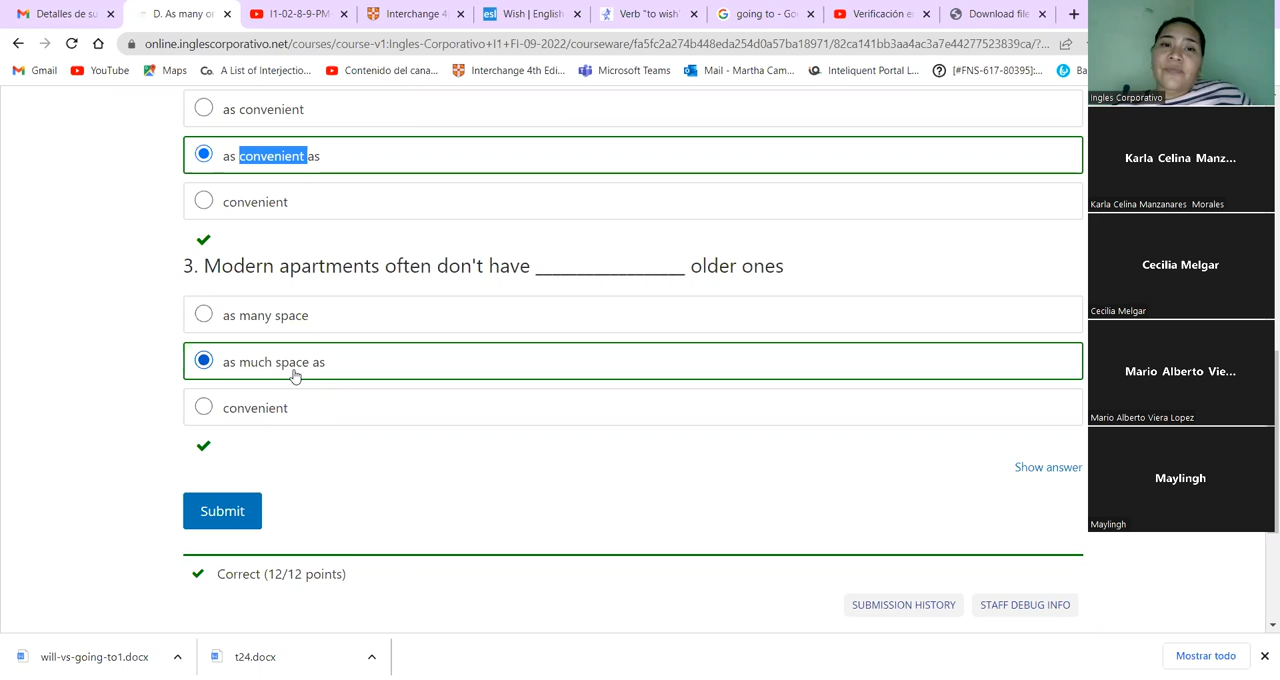 Detalles de su
D. As many or
I1-02-8-9-PM-
Interchange 4
esl
Wish | English
Verb "to wish"
going to - Go
Verificación e
Download file
online.inglescorporativo.net/courses/course-v1:Ingles-Corporativo+I1+FI-09-2022/courseware/fa5fc2a274b448eda254d0a57ba18971/82ca141bb3aa4ac3a7e44277523839ca/?...
Gmail
YouTube
Maps
Co.
A List of Interjectio...
Contenido del cana...
Interchange 4th Edi...
Microsoft Teams
Mail - Martha Cam...
Inteliquent Portal L...
[#FNS-617-80395]:...
Ba
as convenient
as convenient as
convenient
3. Modern apartments often don't have _________________ older ones
as many space
as much space as
convenient
Show answer
Submit
Correct (12/12 points)
SUBMISSION HISTORY
STAFF DEBUG INFO
Ingles Corporativo
Karla Celina Manz...
Karla Celina Manzanares Morales
Cecilia Melgar
Cecilia Melgar
Mario Alberto Vie...
Mario Alberto Viera Lopez
Maylingh
Maylingh
will-vs-going-to1.docx
t24.docx
Mostrar todo